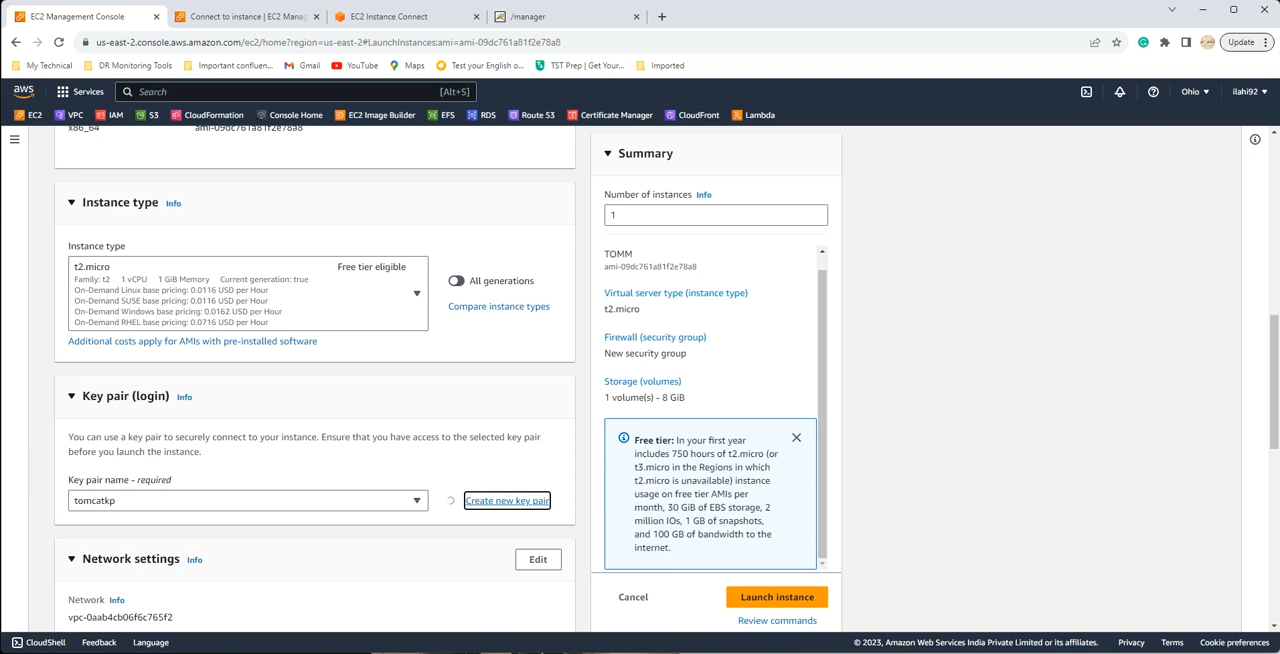 EC2 Management Console
Connect to instance | EC2 Mana
EC2 Instance Connect
/manager
us-east-2.console.aws.amazon.com/ec2/home?region=us-east-2#LaunchInstances:ami=ami-09dc761a81f2e78a8
Update
My Technical
DR Monitoring Tools
Important confluen...
Gmail
YouTube
Maps
Test your English o...
TST Prep | Get Your...
Imported
aws
Services
Search
[Alt+S]
Ohio
ilahi92
EC2
VPC
IAM
S3
CloudFormation
Console Home
EC2 Image Builder
EFS
RDS
Route 53
Certificate Manager
CloudFront
Lambda
x86_64
ami-09dc761a81f2e78a8
Instance type Info
Instance type
t2.micro
Free tier eligible
Family: t2 1 vCPU 1 GiB Memory Current generation: true
On-Demand Linux base pricing: 0.0116 USD per Hour
On-Demand SUSE base pricing: 0.0116 USD per Hour
On-Demand Windows base pricing: 0.0162 USD per Hour
On-Demand RHEL base pricing: 0.0716 USD per Hour
All generations
Compare instance types
Additional costs apply for AMIs with pre-installed software
Key pair (login) Info
You can use a key pair to securely connect to your instance. Ensure that you have access to the selected key pair
before you launch the instance.
Key pair name - required
tomcatkp
Create new key pair
Network settings Info
Edit
Network Info
vpc-0aab4cb06f6c765f2
Summary
Number of instances Info
1
TOMM
ami-09dc761a81f2e78a8
Virtual server type (instance type)
t2.micro
Firewall (security group)
New security group
Storage (volumes)
1 volume(s) - 8 GiB
Free tier: In your first year
includes 750 hours of t2.micro (or
t3.micro in the Regions in which
t2.micro is unavailable) instance
usage on free tier AMIs per
month, 30 GiB of EBS storage, 2
million IOs, 1 GB of snapshots,
and 100 GB of bandwidth to the
internet.
Cancel
Launch instance
Review commands
CloudShell
Feedback
Language
© 2023, Amazon Web Services India Private Limited or its affiliates.
Privacy
Terms
Cookie preferences